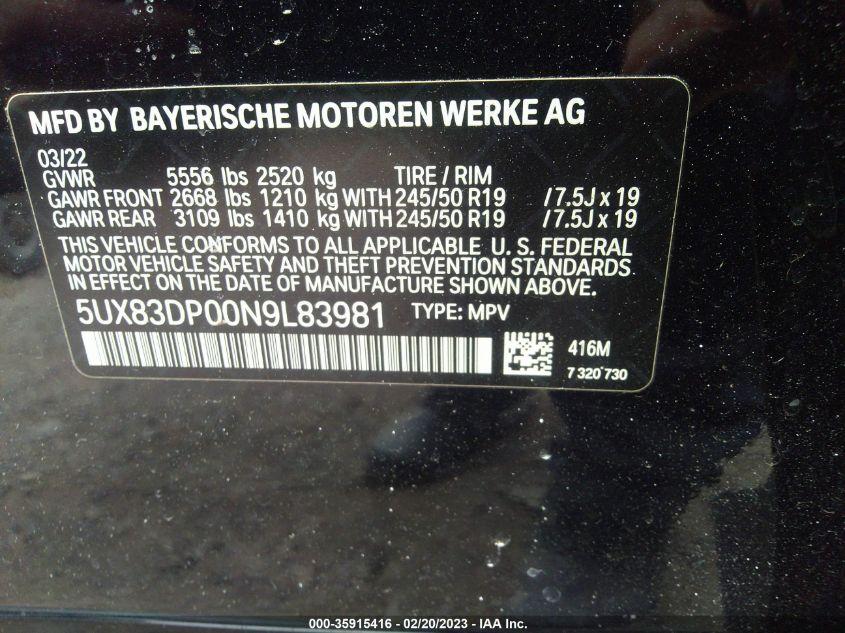 MFD BY BAYERISCHE MOTOREN WERKE AG
03/22
GVWR 5556 lbs 2520 kg TIRE / RIM
GAWR FRONT 2668 lbs 1210 kg WITH 245/50 R19 /7.5J x 19
GAWR REAR 3109 lbs 1410 kg WITH 245/50 R19 /7.5J x 19
THIS VEHICLE CONFORMS TO ALL APPLICABLE U. S. FEDERAL
MOTOR VEHICLE SAFETY AND THEFT PREVENTION STANDARDS
IN EFFECT ON THE DATE OF MANUFACTURE SHOWN ABOVE.
5UX83DP00N9L83981 TYPE: MPV
416M
7 320 730
000-35915416 - 02/20/2023 - IAA Inc.